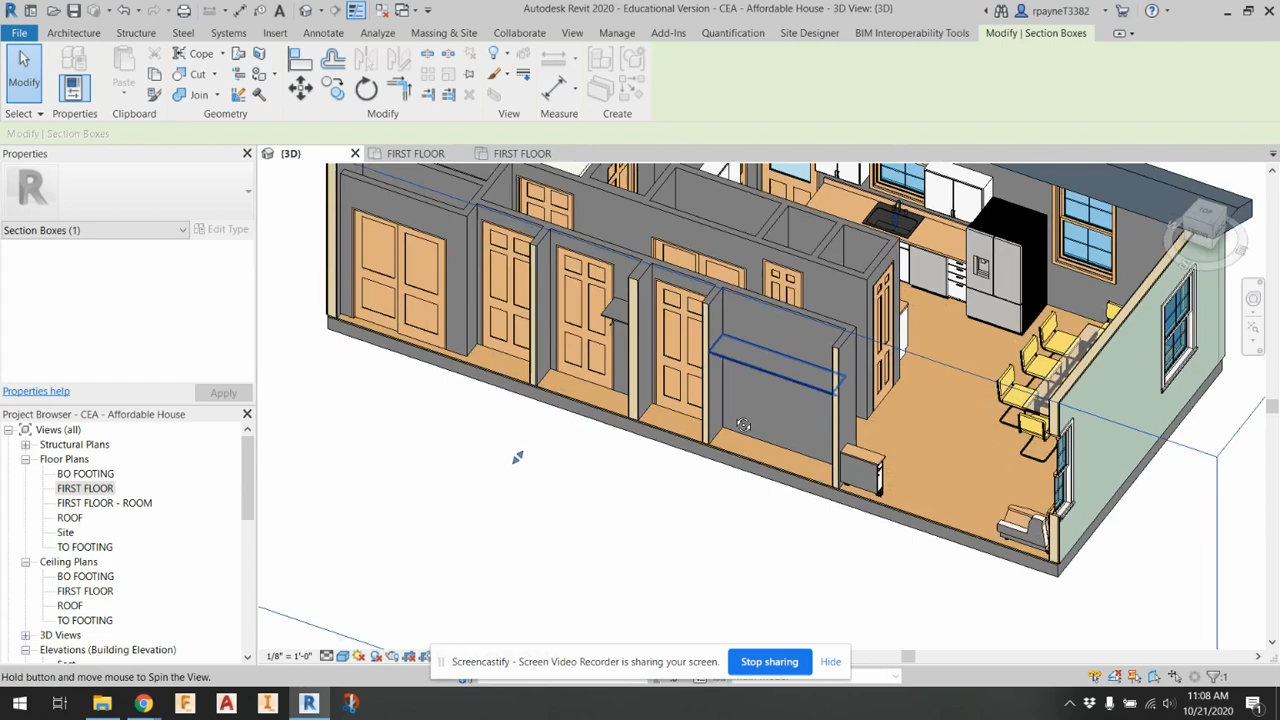 Autodesk Revit 2020 - Educational Version - CEA - Affordable House - 3D View: {3D}
rpayneT3382
File Architecture Structure Steel Systems Insert Annotate Analyze Massing & Site Collaborate View Manage Add-Ins Quantification Site Designer BIM Interoperability Tools Modify | Section Boxes
Modify
Properties
Paste
Cope
Cut
Join
Select Properties Clipboard Geometry Modify View Measure Create
Modify | Section Boxes
Properties
{3D}
FIRST FLOOR
FIRST FLOOR
R
Section Boxes (1)
Edit Type
TOP
Properties help
Apply
Project Browser - CEA - Affordable House
Views (all)
Structural Plans
Floor Plans
BO FOOTING
FIRST FLOOR
FIRST FLOOR - ROOM
ROOF
Site
TO FOOTING
Ceiling Plans
BO FOOTING
FIRST FLOOR
ROOF
TO FOOTING
3D Views
Elevations (Building Elevation)
1/8" = 1'-0"
Screencastify - Screen Video Recorder is sharing your screen.
Stop sharing
Hide
Hold button and move mouse to Spin the View.
:1
11:08 AM
10/21/2020